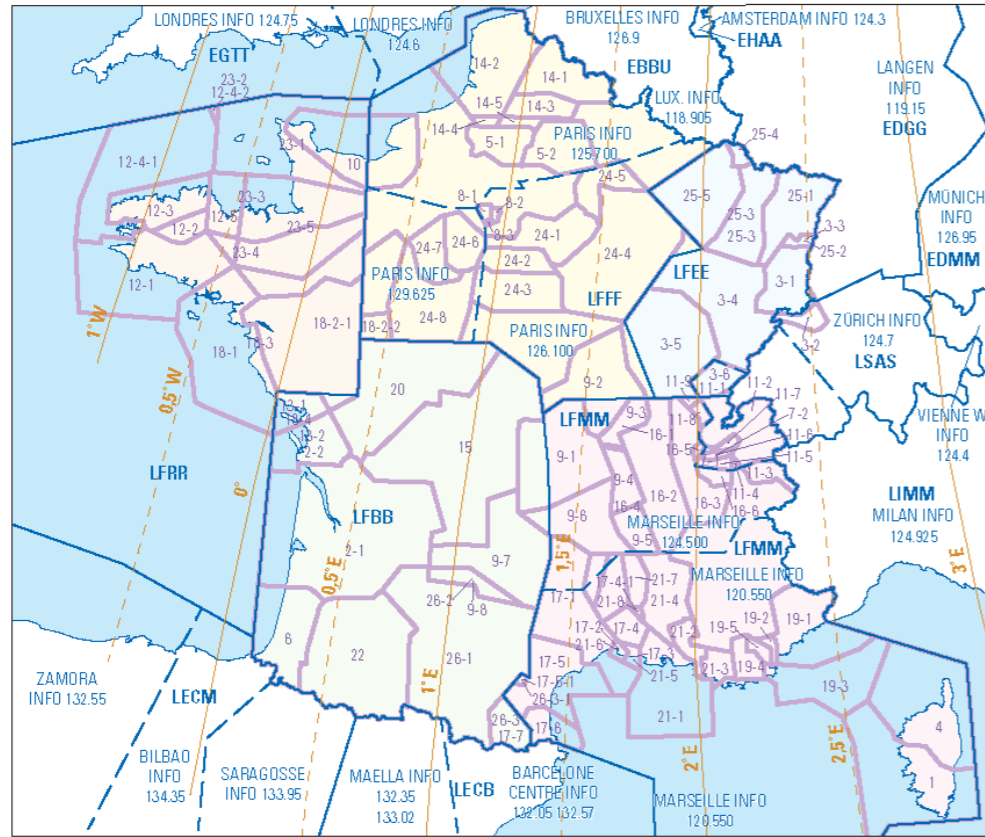 LONDRES INFO 124.75
LONDRES INFO
124.6
BRUXELLES INFO
126.9
AMSTERDAM INFO 124.3
EHAA
EGTT
EBBU
LANGEN
INFO
119.15
EDGG
LUX. INFO
118.905
23-2
12-4-2
14-2
14-1
14-5
14-3
14-4
5-1
5-2
PARIS INFO
125.700
25-4
12-4-1
23-1
10
24-5
25-5
25-1
8-1
8-2
8-3
23-3
12-3
12-5
12-2
23-5
23-4
24-7
24-6
24-1
24-2
24-4
25-3
25-3
3-3
25-2
MÜNICH
INFO
126.95
EDMM
12-1
PARIS INFO
129.625
24-3
LFFF
LFEE
3-1
3-4
1°W
18-2-1
18-2-2
24-8
PARIS INFO
126.100
ZÜRICH INFO
124.7
LSAS
3-2
18-1
18-3
3-5
3-6
0,5°W
20
9-2
11-9
11-1
11-2
11-7
7-2
11-6
11-5
VIENNE W
INFO
124.4
LFMM
9-3
11-8
16-5
15
9-1
LFRR
0°
LFBB
9-4
16-4
16-2
16-3
11-3
11-4
16-6
LIMM
MILAN INFO
124.925
9-6
9-5
MARSEILLE INFO
124.500
LFMM
2-1
0,5°E
9-7
1,5°E
3°E
MARSEILLE INFO
120.550
26-2
9-8
17-1
17-4-1
21-7
21-8
21-4
17-2
17-4
21-6
21-2
17-3
19-5
19-2
19-1
6
22
26-1
1°E
17-5
21-5
21-3
19-4
17-5-1
26-3-1
26-3
17-7
17-6
21-1
19-3
4
1
ZAMORA
INFO 132.55
LECM
BILBAO
INFO
134.35
SARAGOSSE
INFO 133.95
MAELLA INFO
132.35
133.02
LECB
BARCELONE
CENTRE INFO
132.05 132.57
2°E
2,5°E
MARSEILLE INFO
120.550